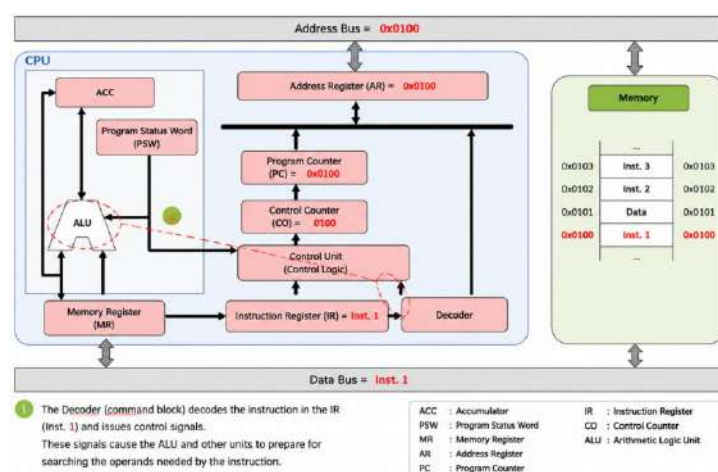 Address Bus = 0x0100
CPU
ACC
Program Status Word
(PSW)
ALU
Memory Register
(MR)
Address Register (AR) = 0x0100
Program Counter
(PC) = 0x0100
Control Counter
(CO) = 0100
Control Unit
(Control Logic)
Instruction Register (IR) = Inst. 1
Decoder
Memory
...
0x0103 Inst. 3 0x0103
0x0102 Inst. 2 0x0102
0x0101 Data 0x0101
0x0100 Inst. 1 0x0100
...
Data Bus = Inst. 1
1 The Decoder (command block) decodes the instruction in the IR
(Inst. 1) and issues control signals.
These signals cause the ALU and other units to prepare for
searching the operands needed by the instruction.
ACC : Accumulator
PSW : Program Status Word
MR : Memory Register
AR : Address Register
PC : Program Counter
IR : Instruction Register
CO : Control Counter
ALU : Arithmetic Logic Unit